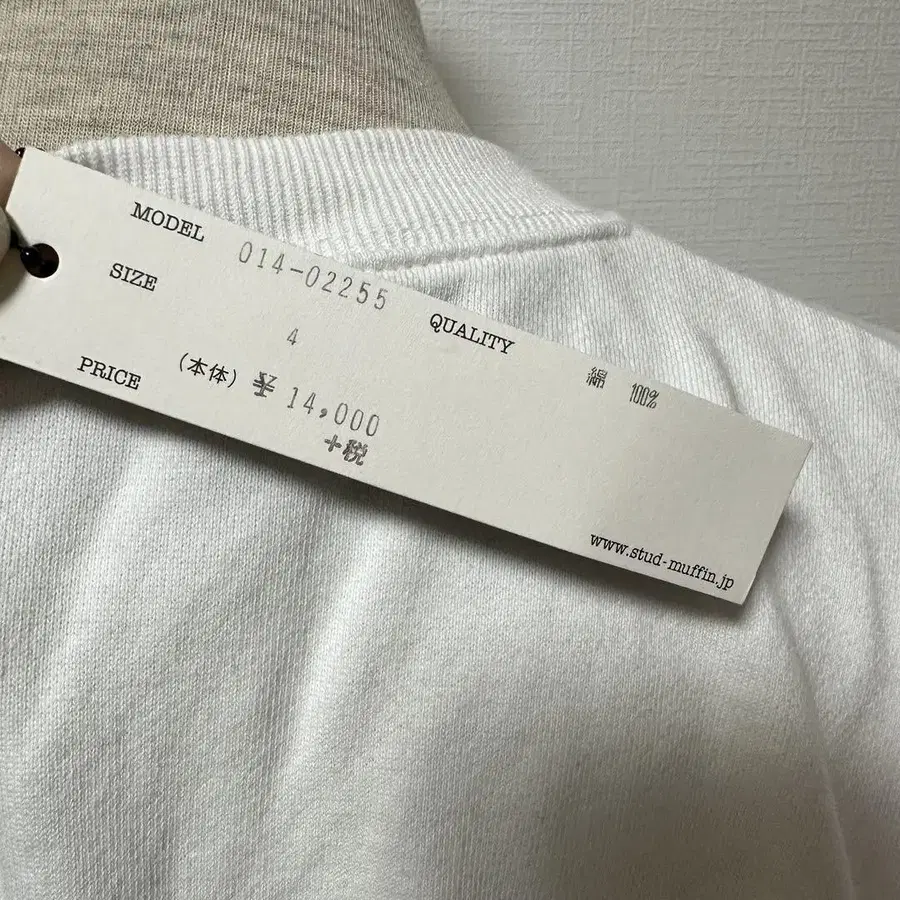 MODEL 014-02255
SIZE 4
QUALITY 綿 100%
PRICE (本体) ¥ 14,000
+税
www.stud-muffin.jp